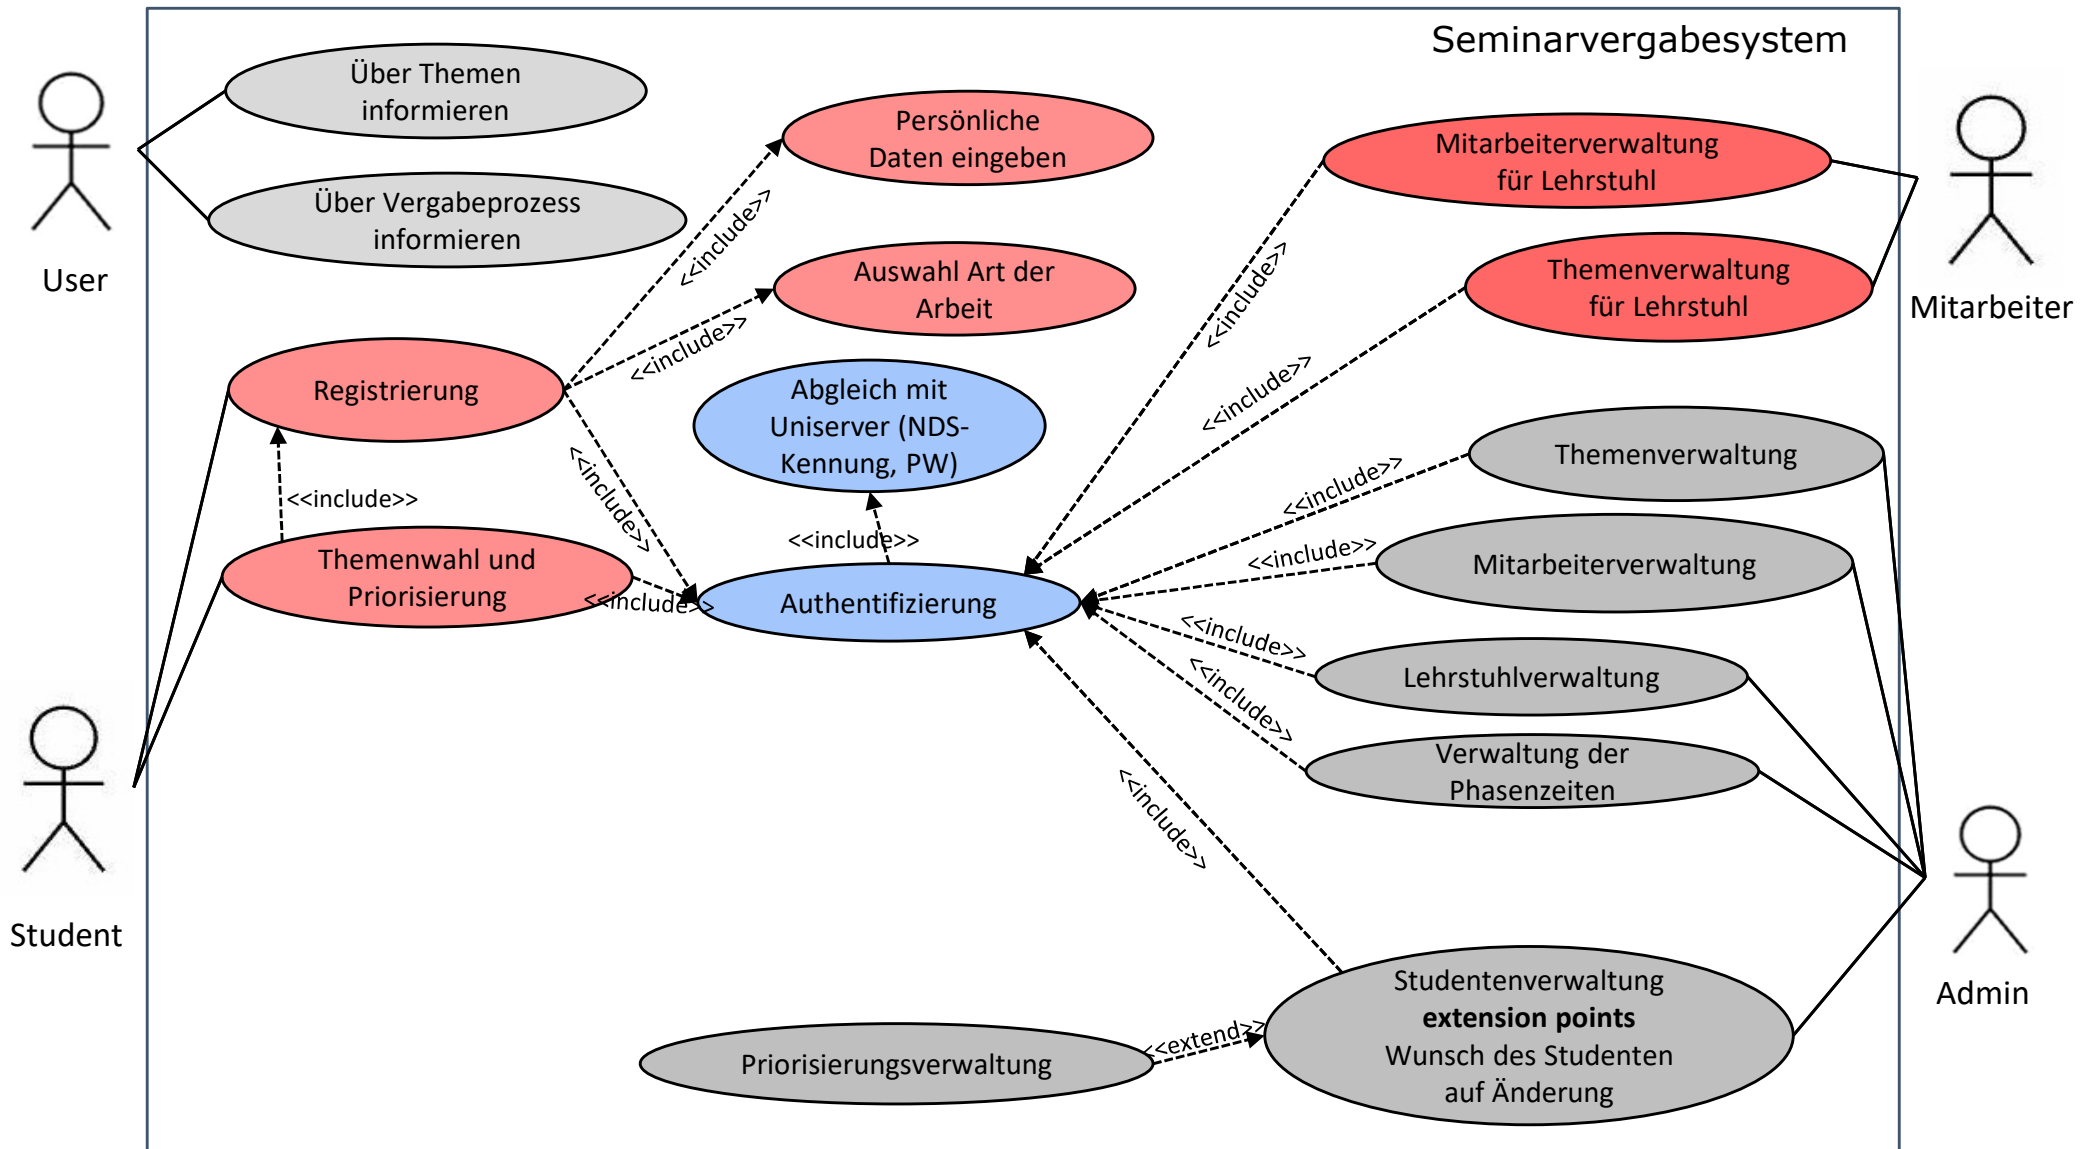 Seminarvergabesystem
Über Themen
informieren
Über Vergabeprozess
informieren
User
Persönliche
Daten eingeben
<<include>>
Auswahl Art der
Arbeit
<<include>>
Mitarbeiterverwaltung
für Lehrstuhl
<<include>>
Themenverwaltung
für Lehrstuhl
<<include>>
Mitarbeiter
Registrierung
<<include>>
<<include>>
Abgleich mit
Uniserver (NDS-
Kennung, PW)
<<include>>
Themenwahl und
Priorisierung
<<include>>
Authentifizierung
Themenverwaltung
<<include>>
Mitarbeiterverwaltung
<<include>>
Lehrstuhlverwaltung
<<include>>
Verwaltung der
Phasenzeiten
<<include>>
<<include>>
Student
Studentenverwaltung
extension points
Wunsch des Studenten
auf Änderung
<<extend>>
Priorisierungsverwaltung
Admin